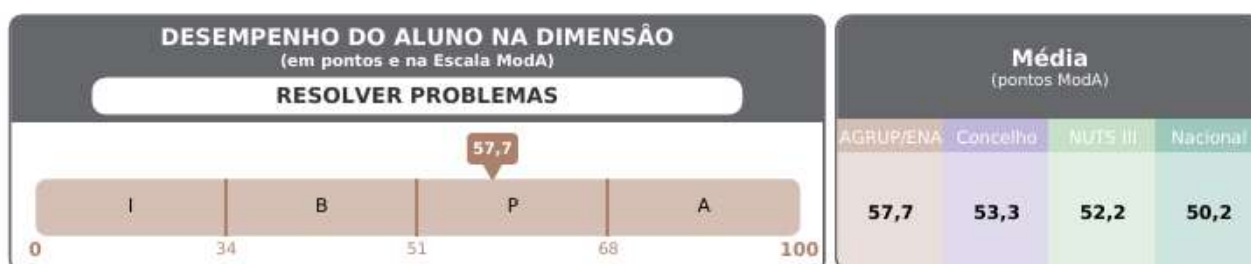 DESEMPENHO DO ALUNO NA DIMENSÃO
(em pontos e na Escala ModA)
RESOLVER PROBLEMAS
57,7
I B P A
0 34 51 68 100
Média
(pontos ModA)
AGRUP/ENA Concelho NUTS III Nacional
57,7 53,3 52,2 50,2